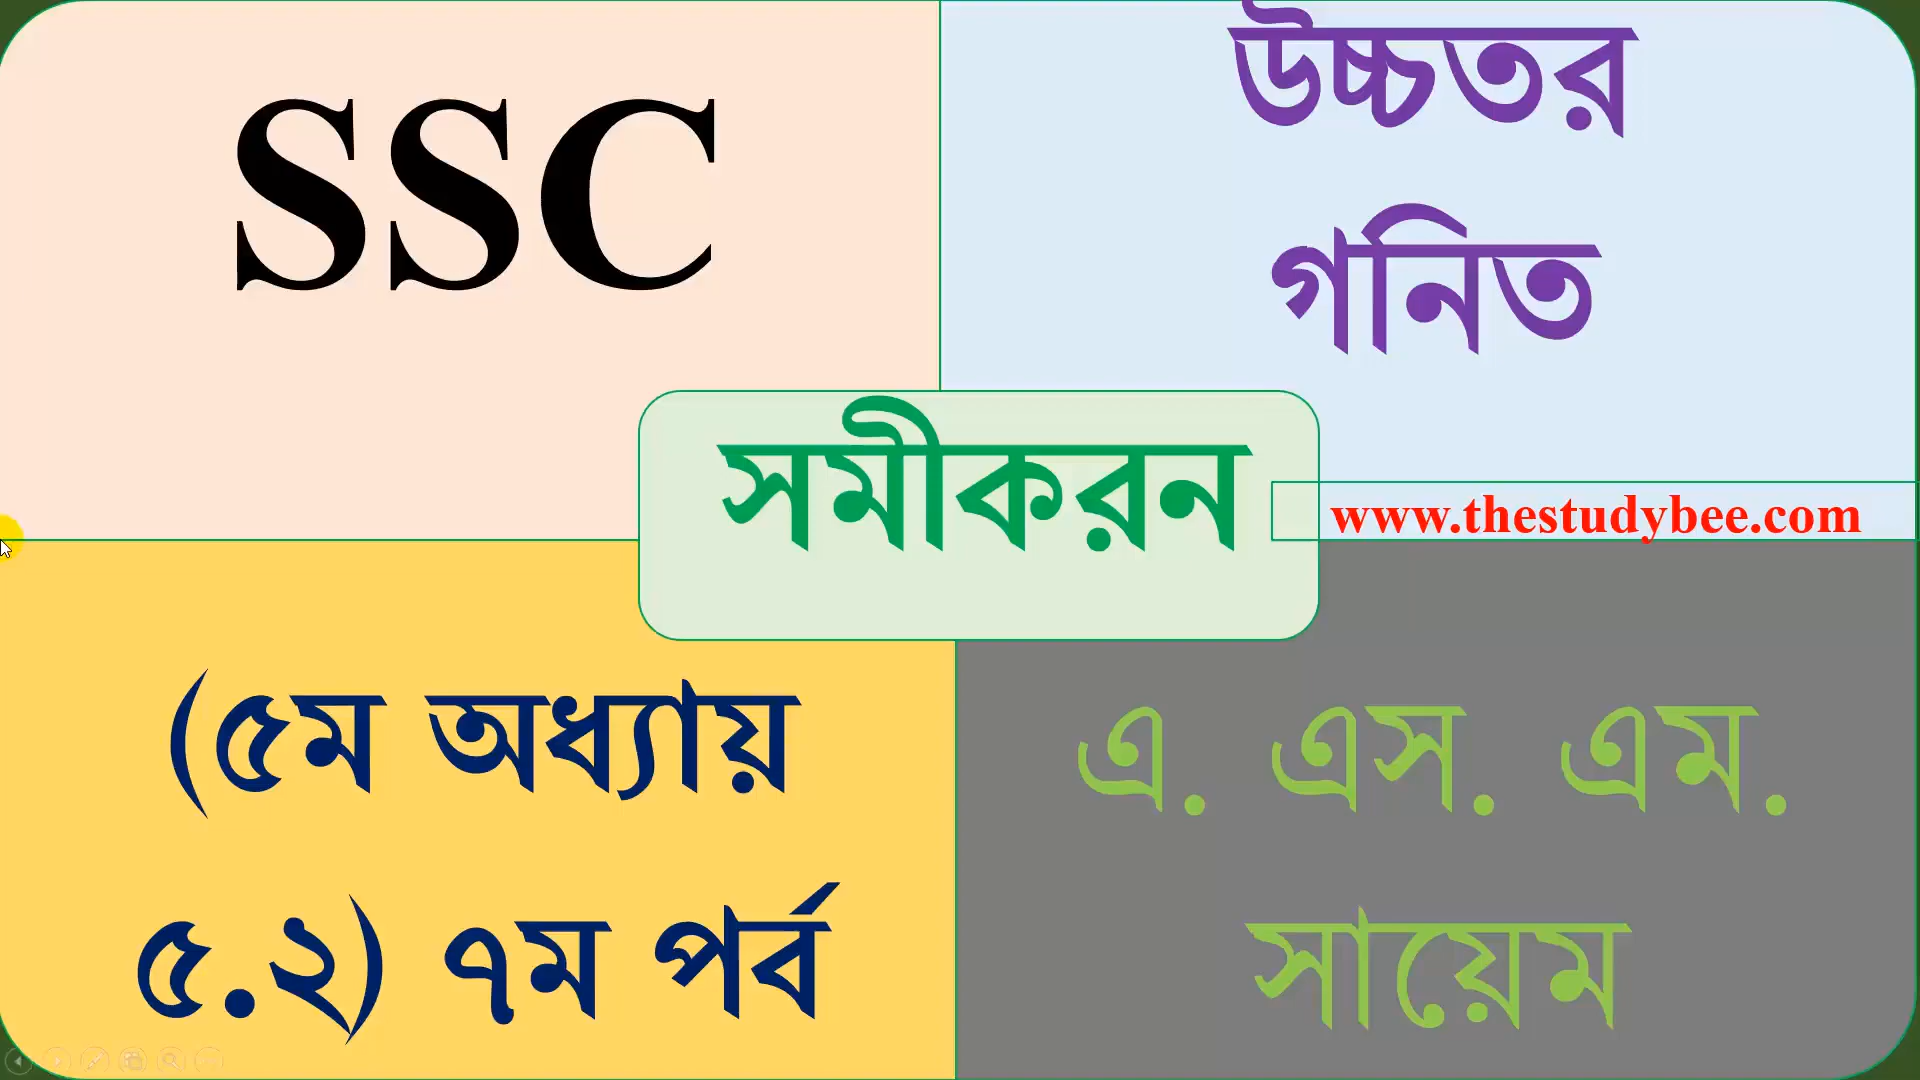 SSC
উচ্চতর
গনিত
সমীকরন
www.thestudybee.com
(৫ম অধ্যায়
৫.২) ৭ম পর্ব
এ. এস. এম.
সায়েম